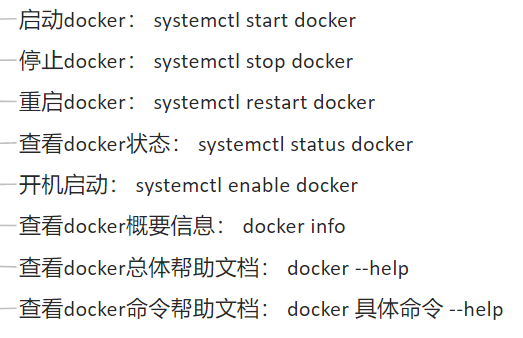 启动docker： systemctl start docker
停止docker： systemctl stop docker
重启docker： systemctl restart docker
查看docker状态： systemctl status docker
开机启动： systemctl enable docker
查看docker概要信息： docker info
查看docker总体帮助文档： docker --help
查看docker命令帮助文档： docker 具体命令 --help